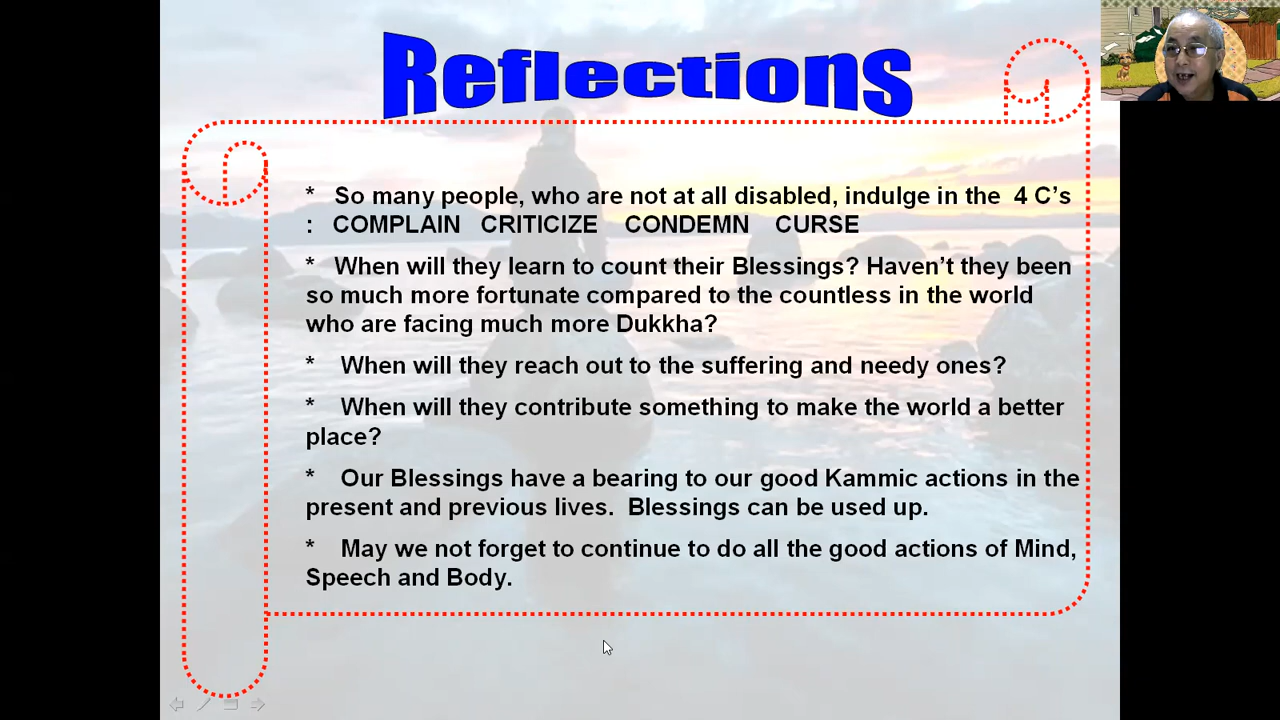 Reflections
* So many people, who are not at all disabled, indulge in the 4 C’s
: COMPLAIN CRITICIZE CONDEMN CURSE
* When will they learn to count their Blessings? Haven’t they been
so much more fortunate compared to the countless in the world
who are facing much more Dukkha?
* When will they reach out to the suffering and needy ones?
* When will they contribute something to make the world a better
place?
* Our Blessings have a bearing to our good Kammic actions in the
present and previous lives. Blessings can be used up.
* May we not forget to continue to do all the good actions of Mind,
Speech and Body.